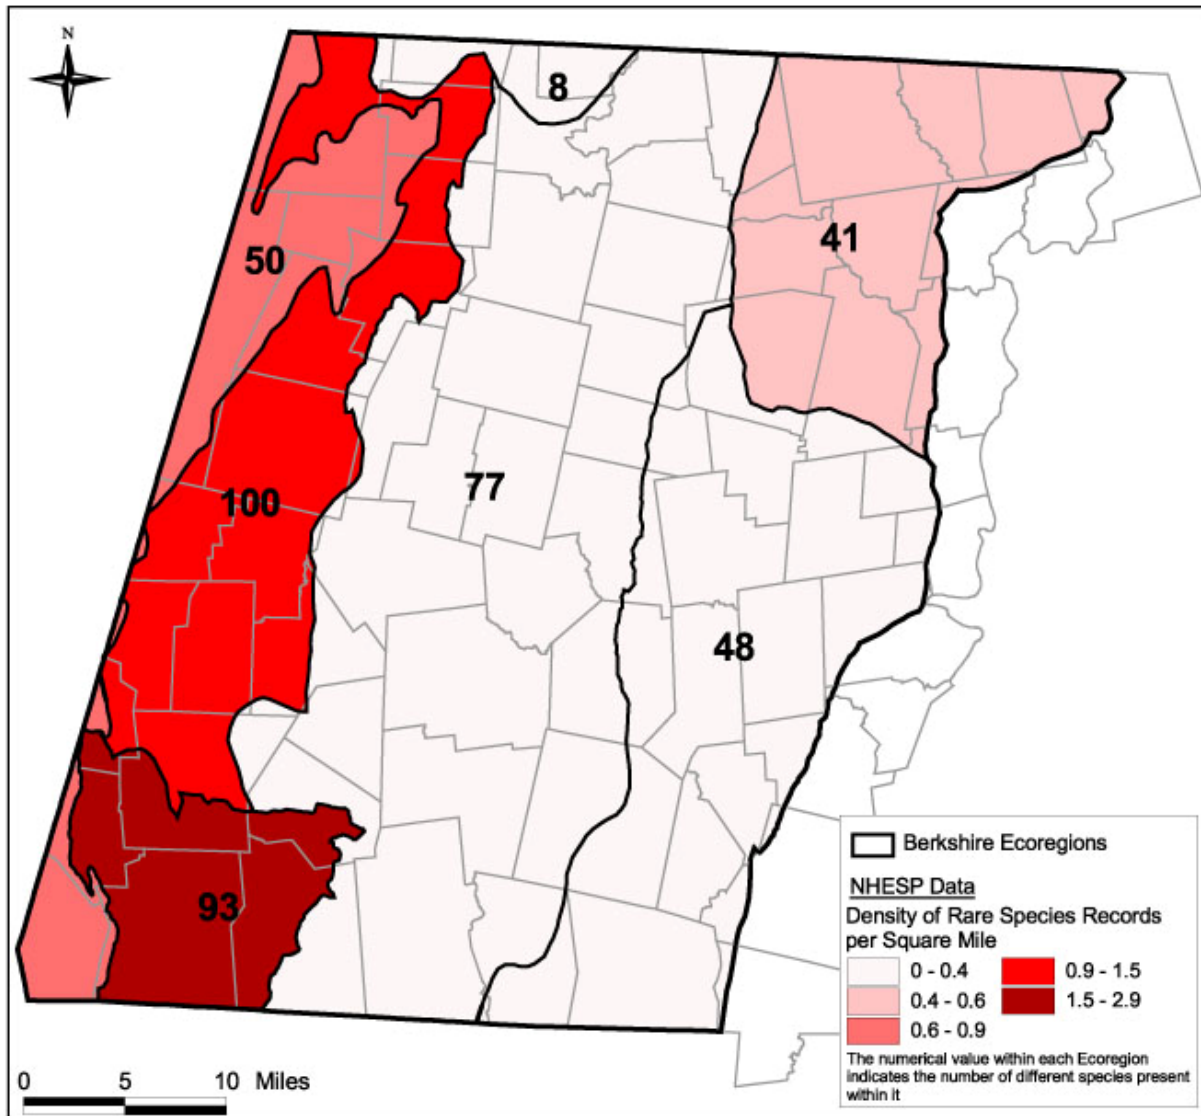 N
8
50
41
100
77
48
93
Berkshire Ecoregions
NHESP Data
Density of Rare Species Records
per Square Mile
0 - 0.4
0.9 - 1.5
0.4 - 0.6
1.5 - 2.9
0.6 - 0.9
The numerical value within each Ecoregion
indicates the number of different species present
within it
0 5 10 Miles